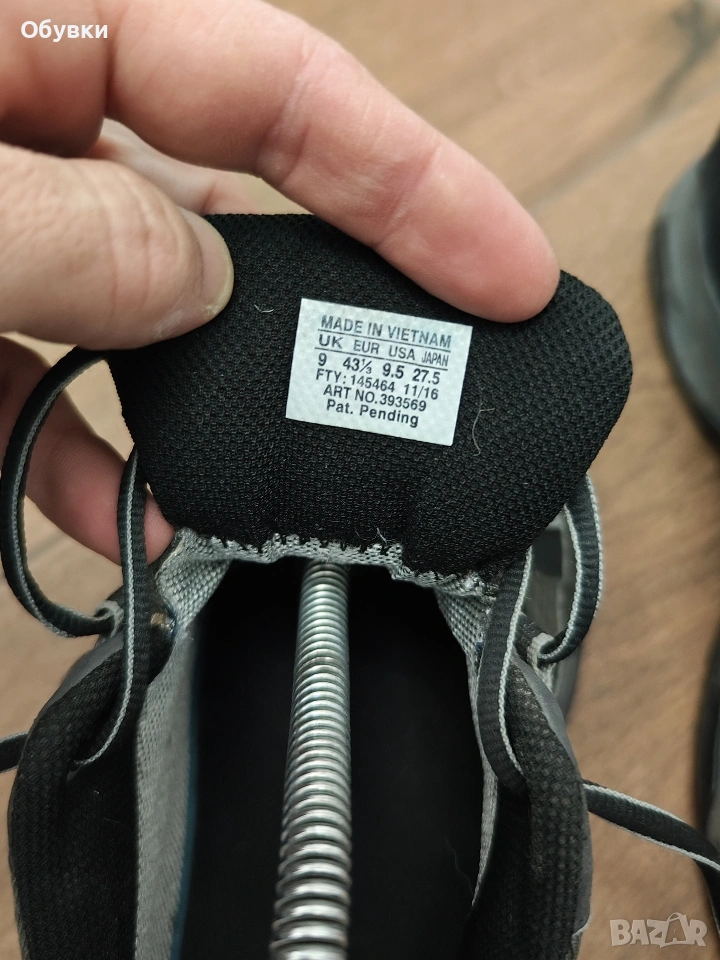 Обувки
MADE IN VIETNAM
UK EUR USA JAPAN
9 43⅓ 9.5 27.5
FTY: 145464 11/16
ART NO.393569
Pat. Pending
BAZAR